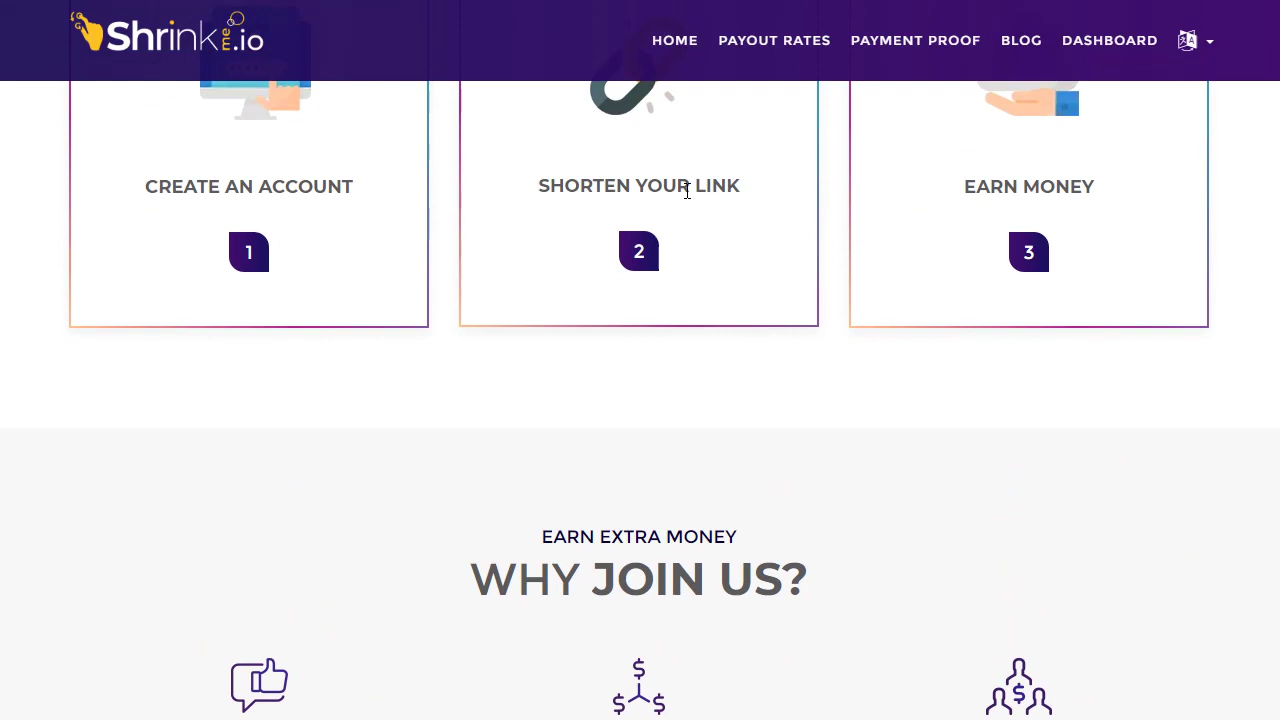 Shrinkme.io
HOME PAYOUT RATES PAYMENT PROOF BLOG DASHBOARD
CREATE AN ACCOUNT
SHORTEN YOUR LINK
EARN MONEY
1
2
3
EARN EXTRA MONEY
WHY JOIN US?